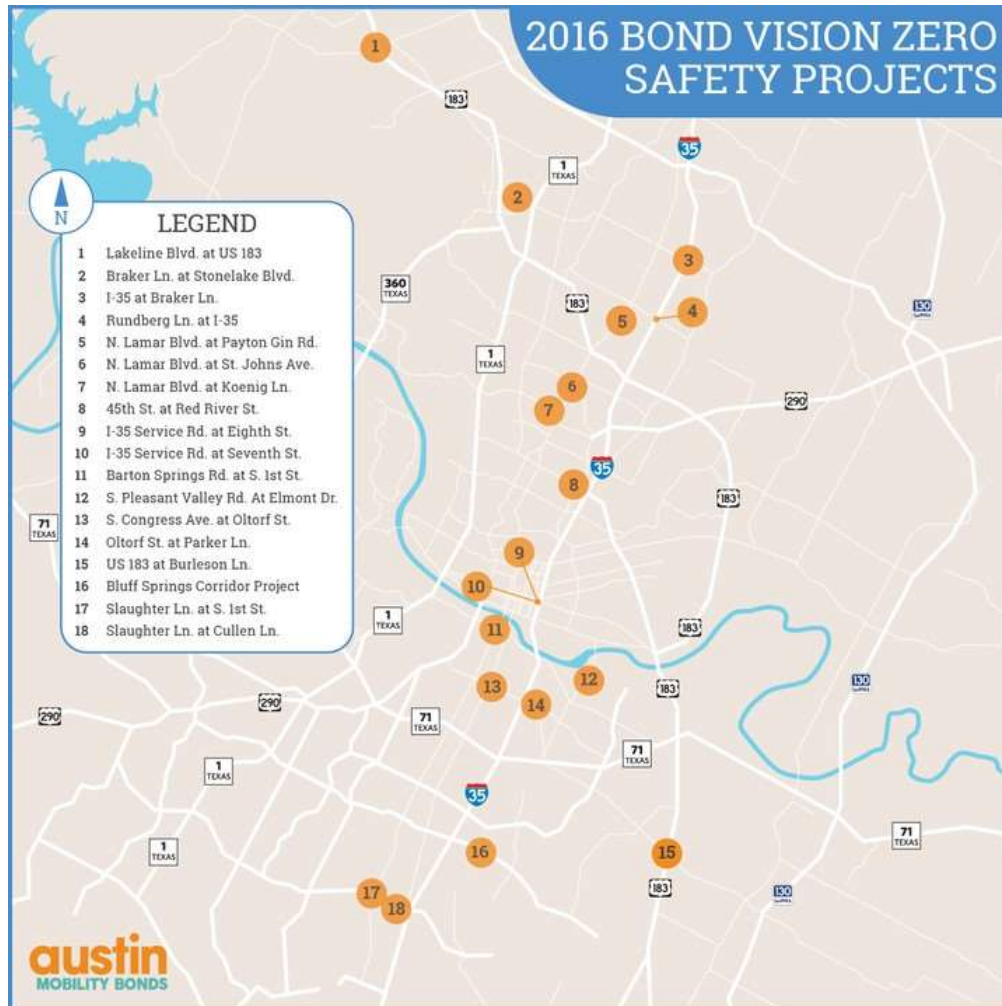 2016 BOND VISION ZERO
SAFETY PROJECTS
1
183
35
1
TEXAS
2
N
LEGEND
1 Lakeline Blvd. at US 183
2 Braker Ln. at Stonelake Blvd.
3 I-35 at Braker Ln.
4 Rundberg Ln. at I-35
5 N. Lamar Blvd. at Payton Gin Rd.
6 N. Lamar Blvd. at St. Johns Ave.
7 N. Lamar Blvd. at Koenig Ln.
8 45th St. at Red River St.
9 I-35 Service Rd. at Eighth St.
10 I-35 Service Rd. at Seventh St.
11 Barton Springs Rd. at S. 1st St.
12 S. Pleasant Valley Rd. At Elmont Dr.
13 S. Congress Ave. at Oltorf St.
14 Oltorf St. at Parker Ln.
15 US 183 at Burleson Ln.
16 Bluff Springs Corridor Project
17 Slaughter Ln. at S. 1st St.
18 Slaughter Ln. at Cullen Ln.
3
360
TEXAS
183
130
5
4
1
TEXAS
6
7
290
35
8
183
71
TEXAS
9
10
1
TEXAS
11
183
12
13
14
183
130
290
290
71
TEXAS
71
TEXAS
1
TEXAS
35
71
TEXAS
1
TEXAS
16
15
183
130
17
18
austin
MOBILITY BONDS